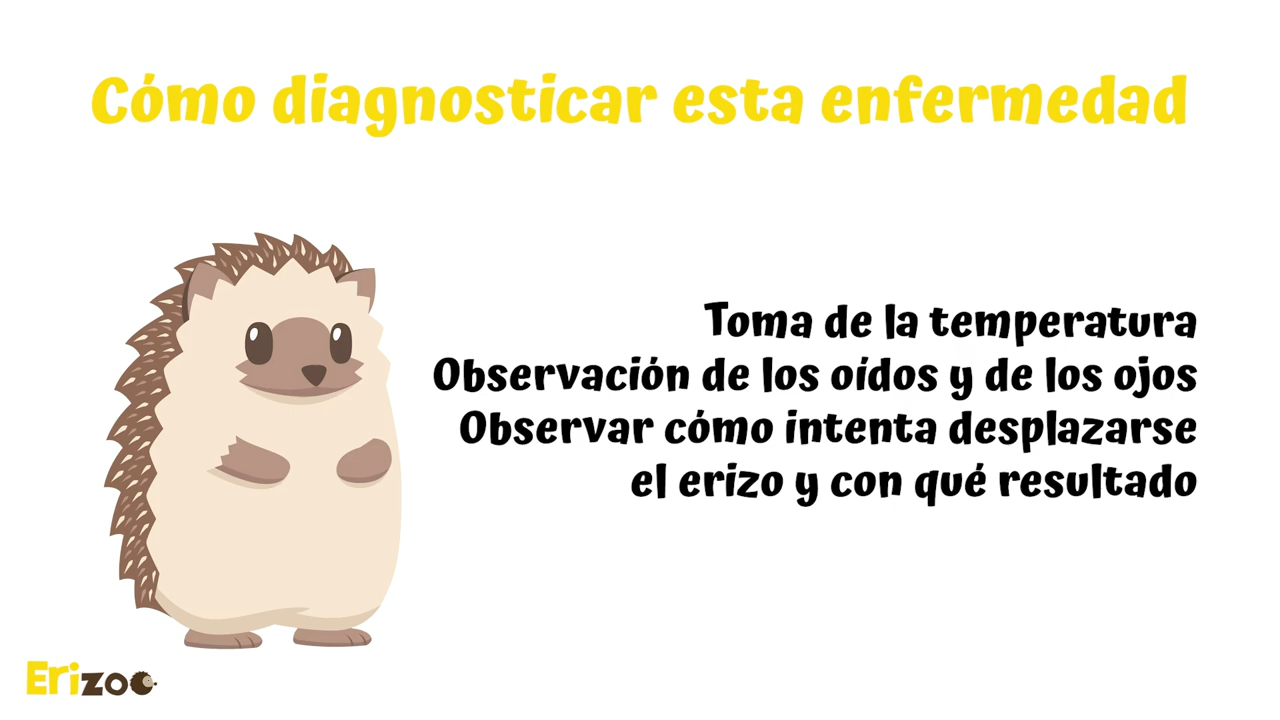 Cómo diagnosticar esta enfermedad
Toma de la temperatura
Observación de los oídos y de los ojos
Observar cómo intenta desplazarse
el erizo y con qué resultado
Erizoo